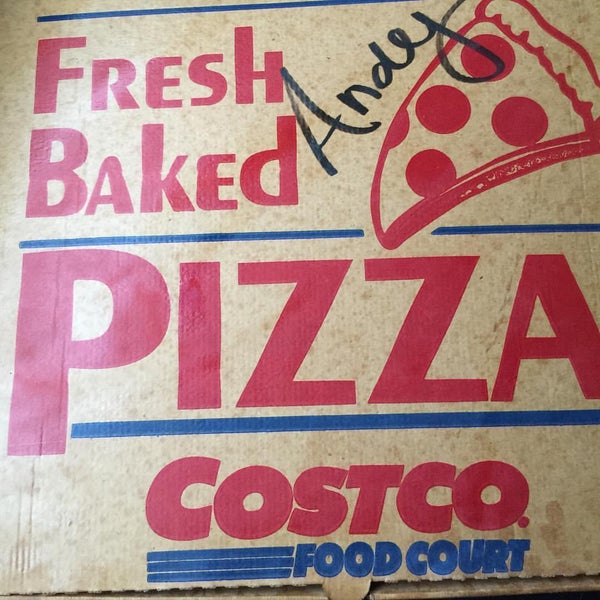 FRESH
BAKED
Andy
PIZZA
COSTCO
FOOD COURT